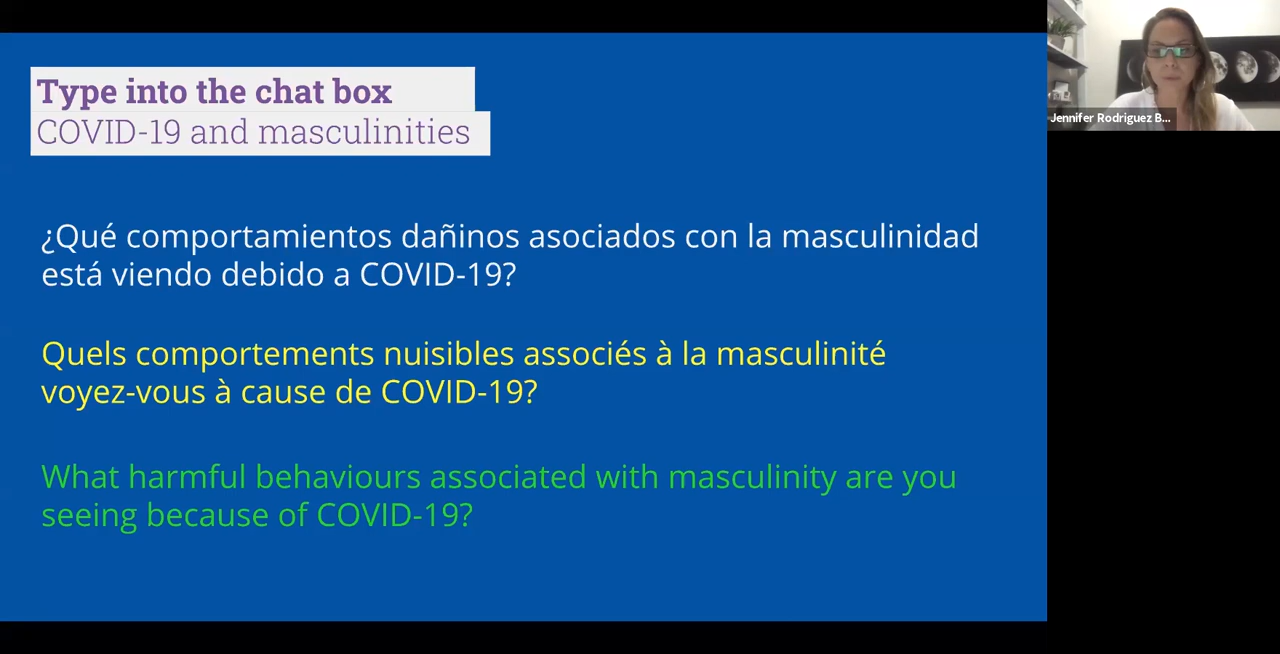 Type into the chat box
COVID-19 and masculinities
¿Qué comportamientos dañinos asociados con la masculinidad
está viendo debido a COVID-19?
Quels comportements nuisibles associés à la masculinité
voyez-vous à cause de COVID-19?
What harmful behaviours associated with masculinity are you
seeing because of COVID-19?
Jennifer Rodriguez B...